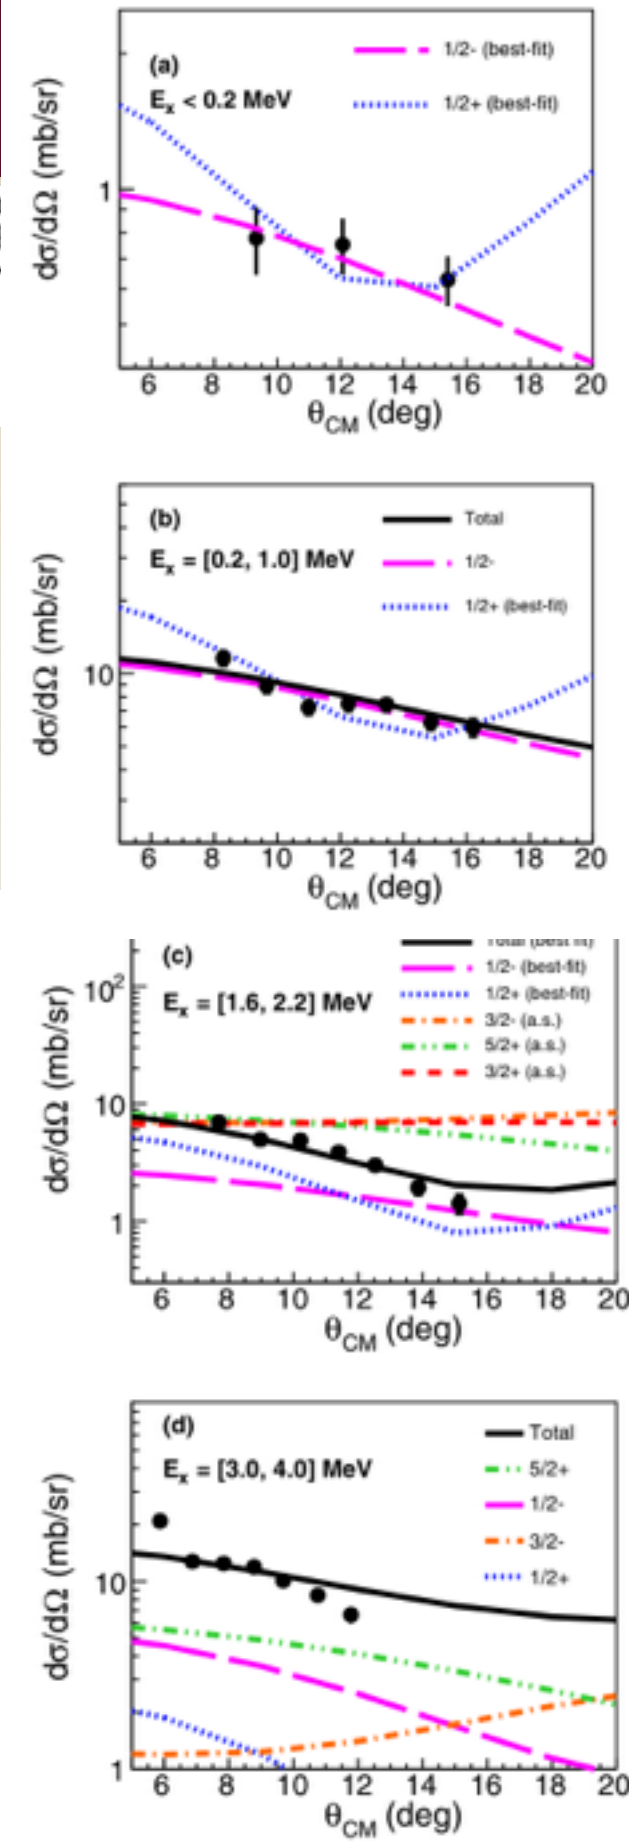 (a)
E_x < 0.2 MeV
1/2- (best-fit)
1/2+ (best-fit)
dσ/dΩ (mb/sr)
1
6 8 10 12 14 16 18 20
θ_CM (deg)
(b)
E_x = [0.2, 1.0] MeV
Total
1/2-
1/2+ (best-fit)
dσ/dΩ (mb/sr)
10
6 8 10 12 14 16 18 20
θ_CM (deg)
(c)
E_x = [1.6, 2.2] MeV
Total (best fit)
1/2- (best-fit)
1/2+ (best-fit)
3/2- (a.s.)
5/2+ (a.s.)
3/2+ (a.s.)
dσ/dΩ (mb/sr)
10²
10
1
6 8 10 12 14 16 18 20
θ_CM (deg)
(d)
E_x = [3.0, 4.0] MeV
Total
5/2+
1/2-
3/2-
1/2+
dσ/dΩ (mb/sr)
10
1
6 8 10 12 14 16 18 20
θ_CM (deg)